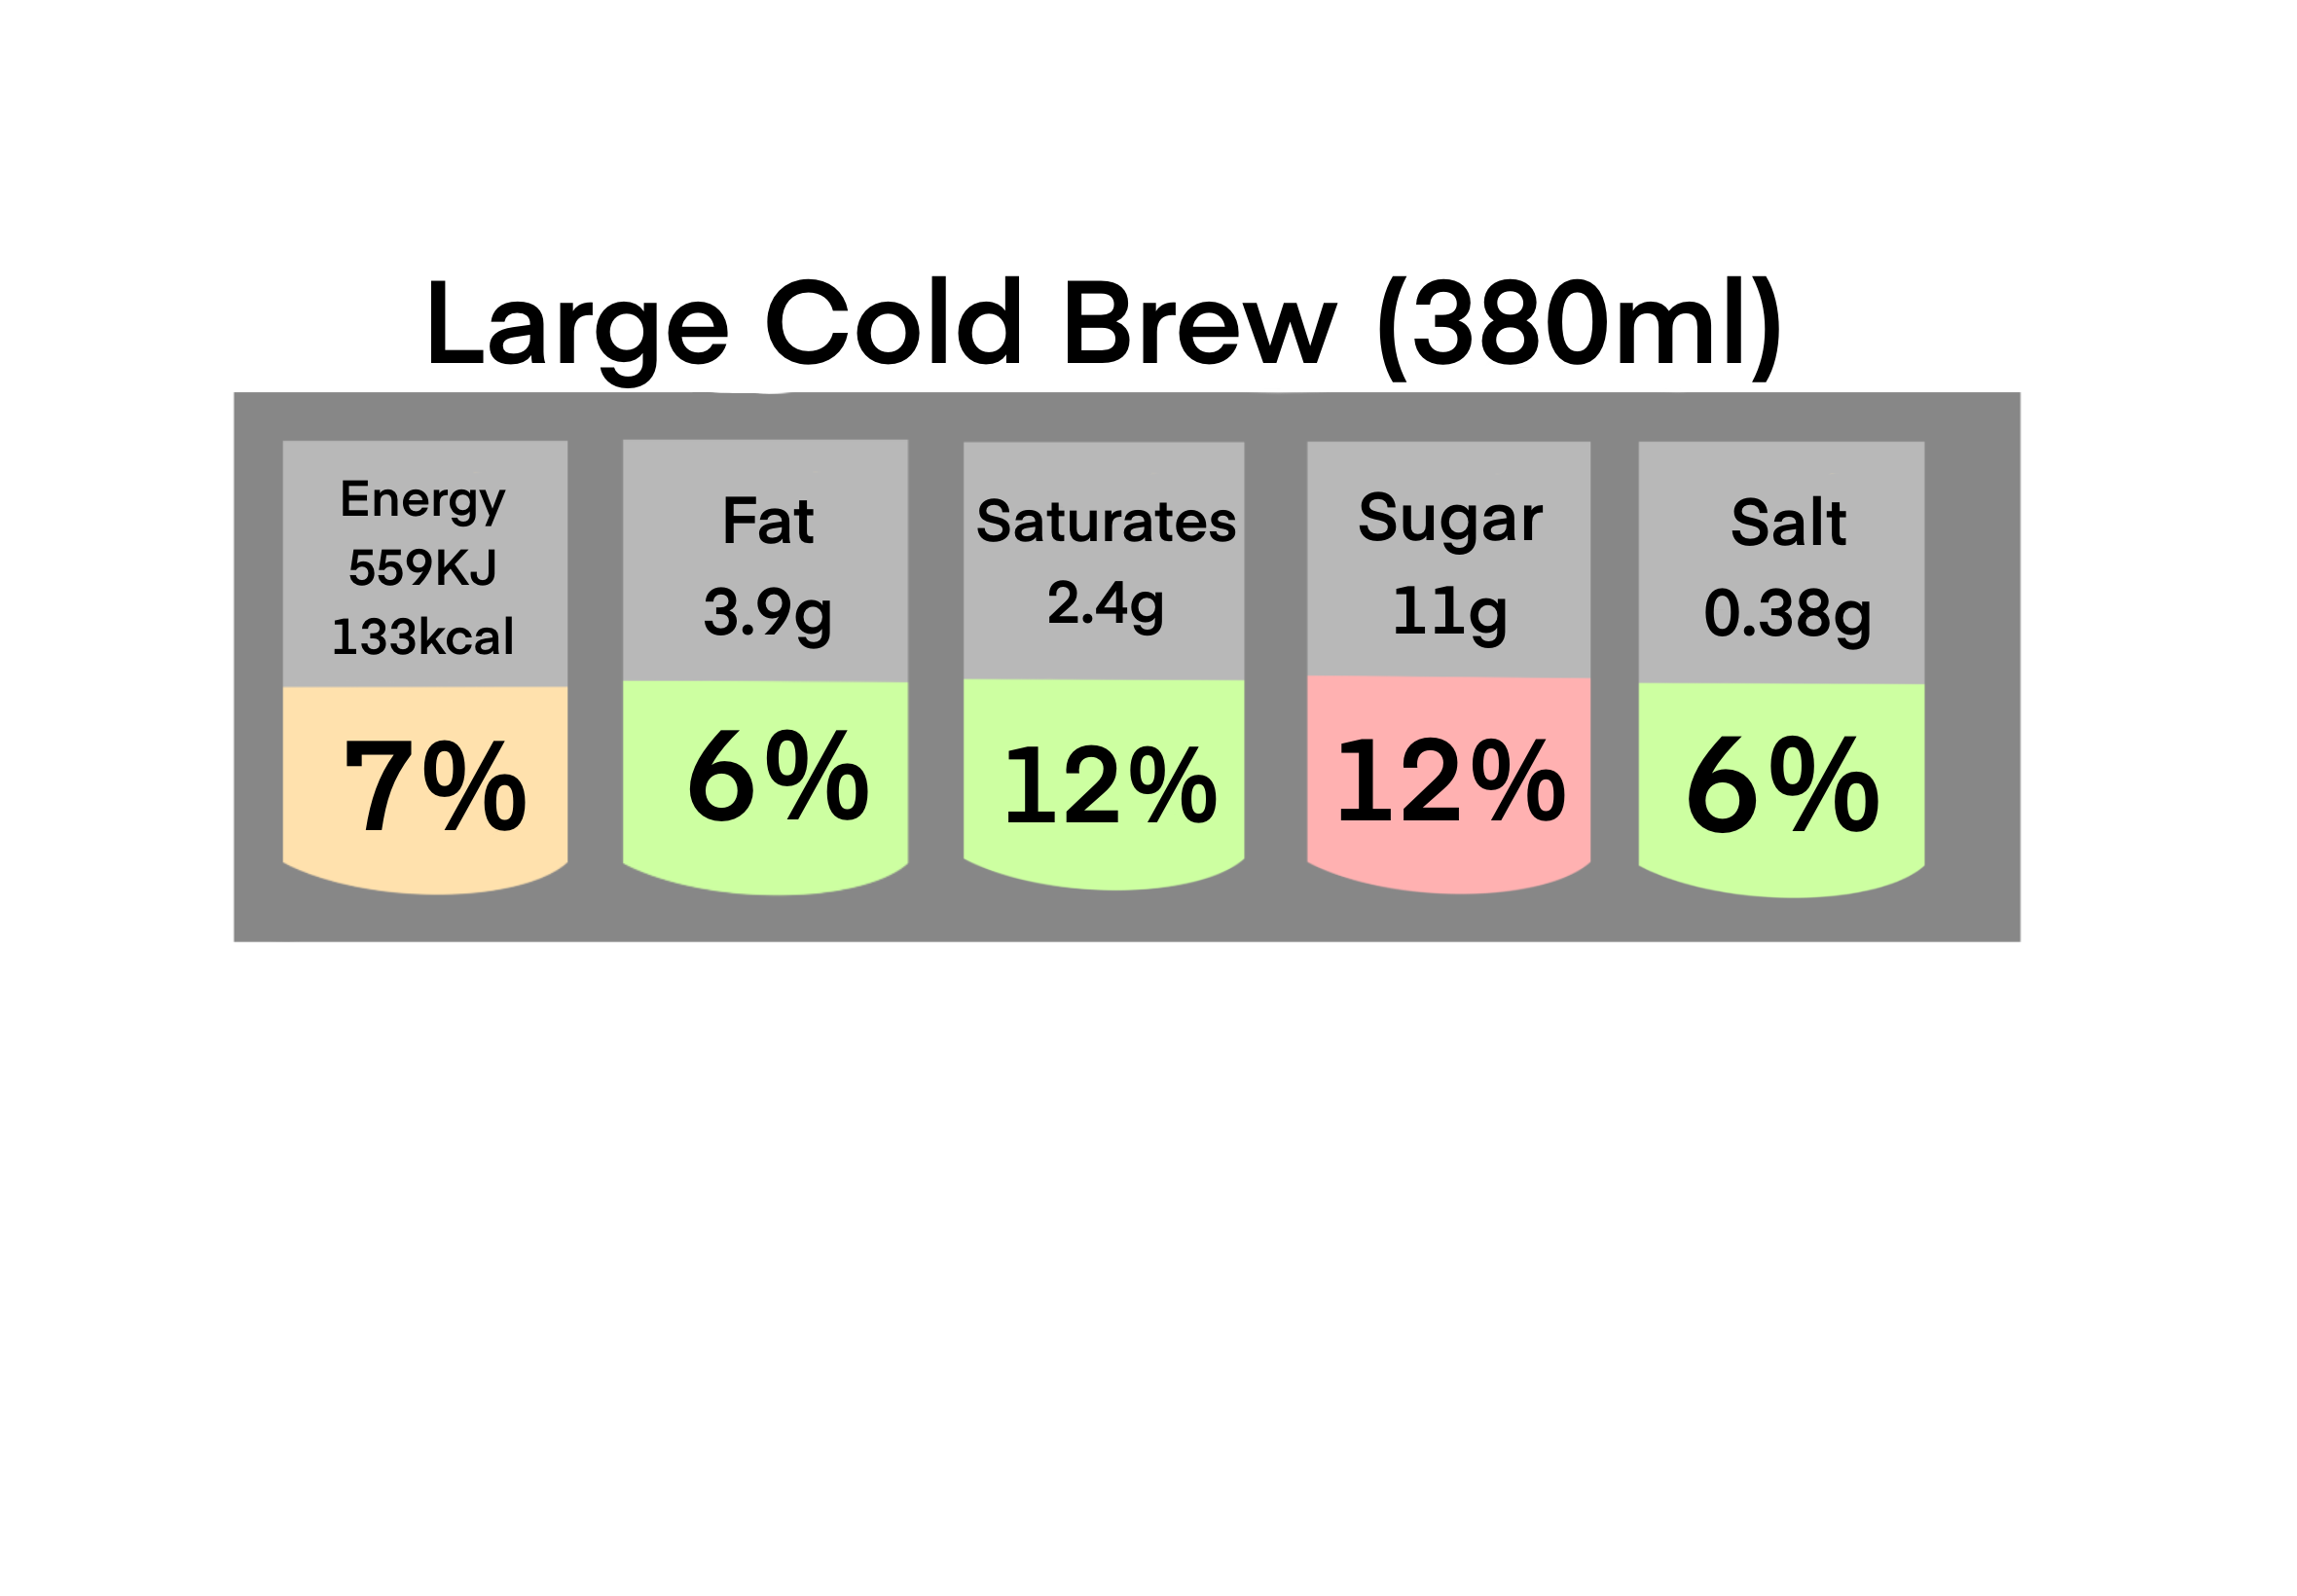 Large Cold Brew (380ml)
Energy
559KJ
133kcal
7%
Fat
3.9g
6%
Saturates
2.4g
12%
Sugar
11g
12%
Salt
0.38g
6%